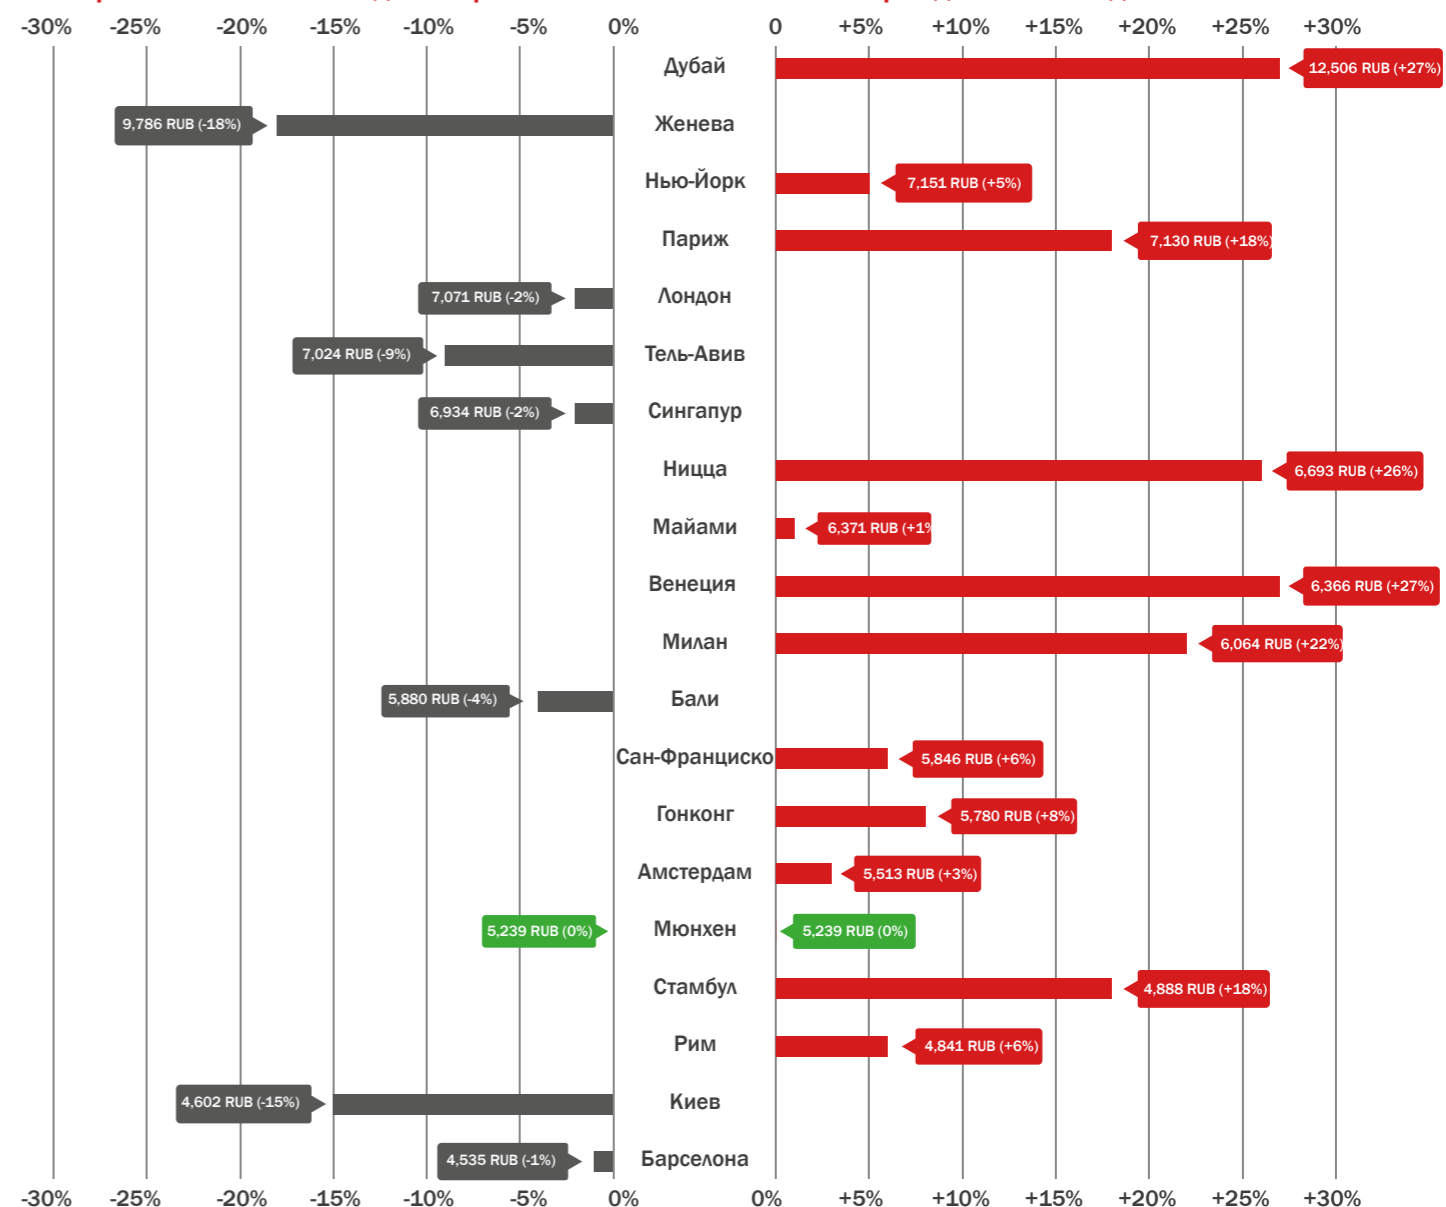 -30% -25% -20% -15% -10% -5% 0% 0 +5% +10% +15% +20% +25% +30%
Дубай 12,506 RUB (+27%)
9,786 RUB (-18%) Женева
Нью-Йорк 7,151 RUB (+5%)
Париж 7,130 RUB (+18%)
7,071 RUB (-2%) Лондон
7,024 RUB (-9%) Тель-Авив
6,934 RUB (-2%) Сингапур
Ницца 6,693 RUB (+26%)
Майами 6,371 RUB (+1%
Венеция 6,366 RUB (+27%)
Милан 6,064 RUB (+22%)
5,880 RUB (-4%) Бали
Сан-Франциско 5,846 RUB (+6%)
Гонконг 5,780 RUB (+8%)
Амстердам 5,513 RUB (+3%)
5,239 RUB (0%) Мюнхен 5,239 RUB (0%)
Стамбул 4,888 RUB (+18%)
Рим 4,841 RUB (+6%)
4,602 RUB (-15%) Киев
4,535 RUB (-1%) Барселона
-30% -25% -20% -15% -10% -5% 0% 0% +5% +10% +15% +20% +25% +30%